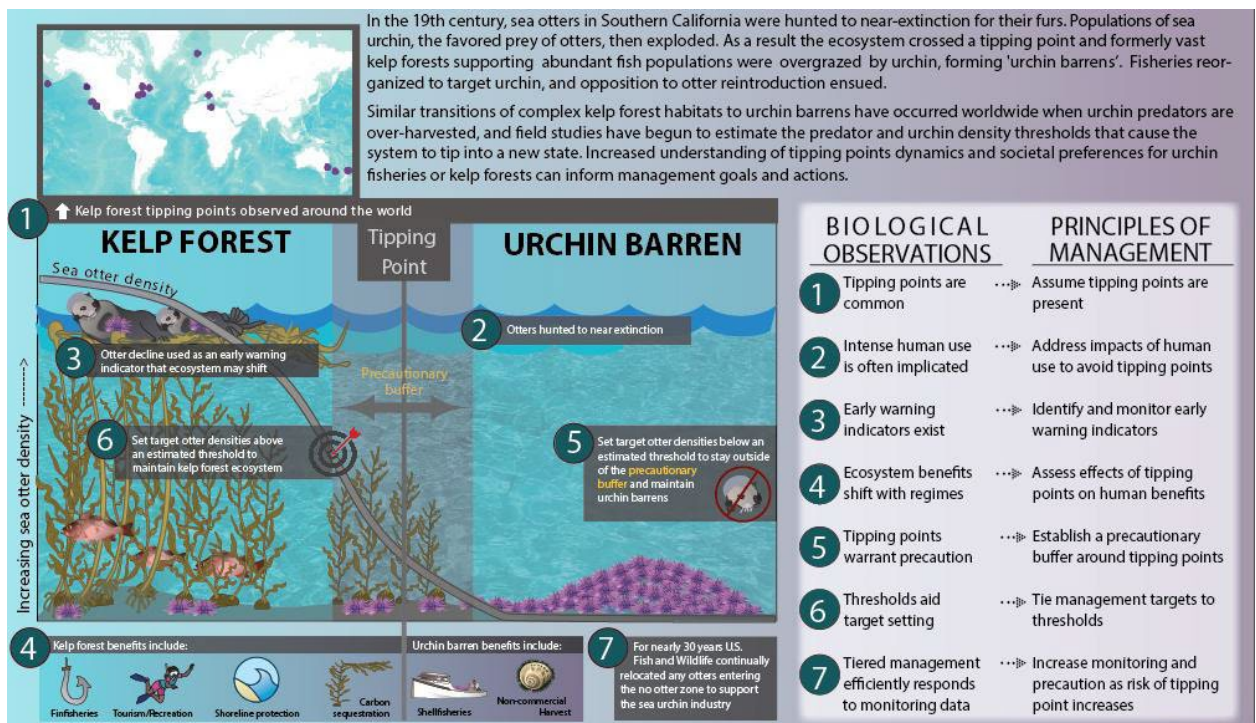 In the 19th century, sea otters in Southern California were hunted to near-extinction for their furs. Populations of sea
urchin, the favored prey of otters, then exploded. As a result the ecosystem crossed a tipping point and formerly vast
kelp forests supporting abundant fish populations were overgrazed by urchin, forming 'urchin barrens'. Fisheries reor-
ganized to target urchin, and opposition to otter reintroduction ensued.
Similar transitions of complex kelp forest habitats to urchin barrens have occurred worldwide when urchin predators are
over-harvested, and field studies have begun to estimate the predator and urchin density thresholds that cause the
system to tip into a new state. Increased understanding of tipping points dynamics and societal preferences for urchin
fisheries or kelp forests can inform management goals and actions.
1
Kelp forest tipping points observed around the world
KELP FOREST
Tipping
Point
URCHIN BARREN
Sea otter density
Increasing sea otter density
2
Otters hunted to near extinction
3
Otter decline used as an early warning
indicator that ecosystem may shift
Precautionary
buffer
6
Set target otter densities above
an estimated threshold to
maintain kelp forest ecosystem
5
Set target otter densities below an
estimated threshold to stay outside
of the precautionary
buffer and maintain
urchin barrens
4
Kelp forest benefits include:
Finfisheries
Tourism/Recreation
Shoreline protection
Carbon
sequestration
Urchin barren benefits include:
Shellfisheries
Non-commercial
Harvest
7
For nearly 30 years U.S.
Fish and Wildlife continually
relocated any otters entering
the no otter zone to support
the sea urchin industry
BIOLOGICAL
OBSERVATIONS
PRINCIPLES OF
MANAGEMENT
1
Tipping points are
common
Assume tipping points are
present
2
Intense human use
is often implicated
Address impacts of human
use to avoid tipping points
3
Early warning
indicators exist
Identify and monitor early
warning indicators
4
Ecosystem benefits
shift with regimes
Assess effects of tipping
points on human benefits
5
Tipping points
warrant precaution
Establish a precautionary
buffer around tipping points
6
Thresholds aid
target setting
Tie management targets to
thresholds
7
Tiered management
efficiently responds
to monitoring data
Increase monitoring and
precaution as risk of tipping
point increases